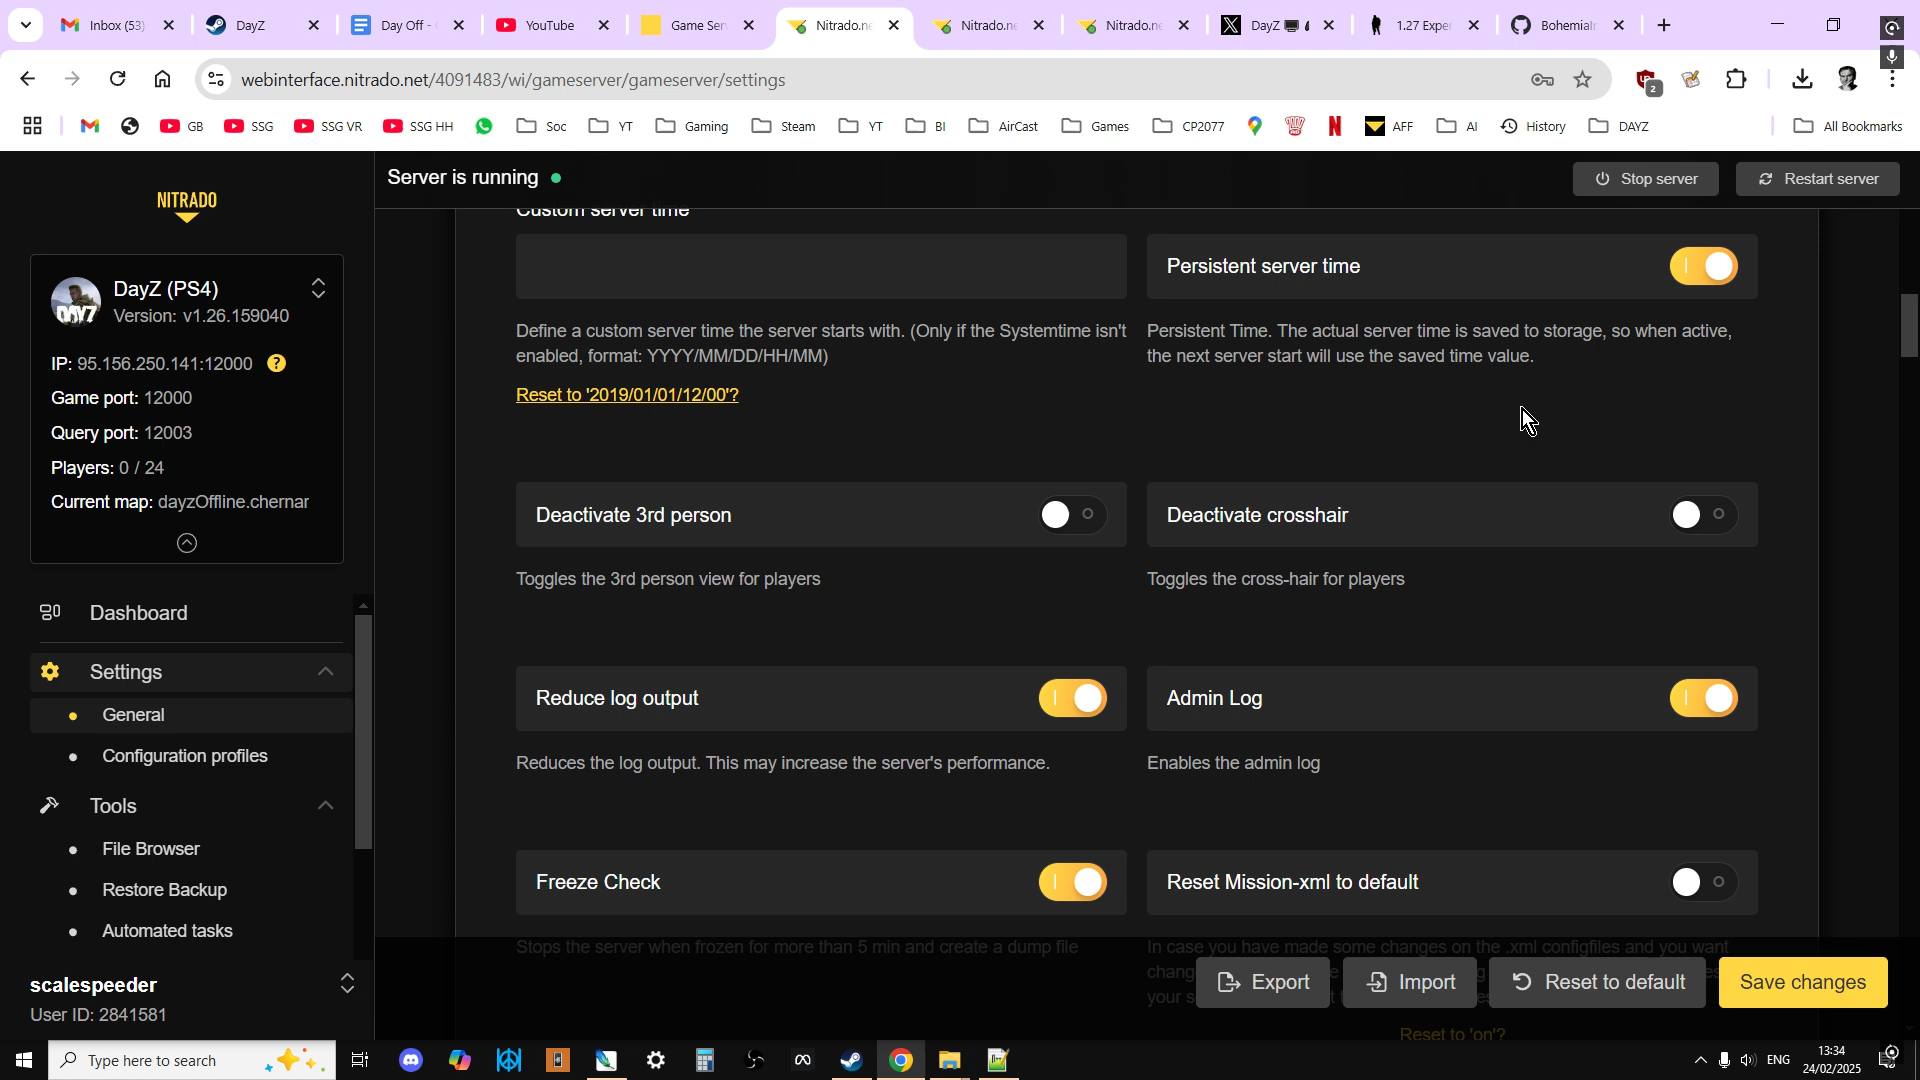 Inbox (53)
DayZ
Day Off -
YouTube
Game Ser
Nitrado.ne
Nitrado.ne
Nitrado.ne
DayZ
1.27 Exper
Bohemiair
webinterface.nitrado.net/4091483/wi/gameserver/gameserver/settings
2
GB
SSG
SSG VR
SSG HH
Soc
YT
Gaming
Steam
YT
BI
AirCast
Games
CP2077
AFF
AI
History
DAYZ
All Bookmarks
NITRADO
Server is running
Stop server
Restart server
DayZ (PS4)
Version: v1.26.159040
IP: 95.156.250.141:12000 ?
Game port: 12000
Query port: 12003
Players: 0 / 24
Current map: dayzOffline.chernar
Dashboard
Settings
General
Configuration profiles
Tools
File Browser
Restore Backup
Automated tasks
scalespeeder
User ID: 2841581
Custom server time
Persistent server time
Define a custom server time the server starts with. (Only if the Systemtime isn't
enabled, format: YYYY/MM/DD/HH/MM)
Persistent Time. The actual server time is saved to storage, so when active,
the next server start will use the saved time value.
Reset to '2019/01/01/12/00'?
Deactivate 3rd person
Deactivate crosshair
Toggles the 3rd person view for players
Toggles the cross-hair for players
Reduce log output
Admin Log
Reduces the log output. This may increase the server's performance.
Enables the admin log
Freeze Check
Reset Mission-xml to default
Stops the server when frozen for more than 5 min and create a dump file
In case you have made some changes on the .xml configfiles and you want
your s
Export
Import
Reset to default
Save changes
Reset to 'on'?
Type here to search
ENG
13:34
24/02/2025